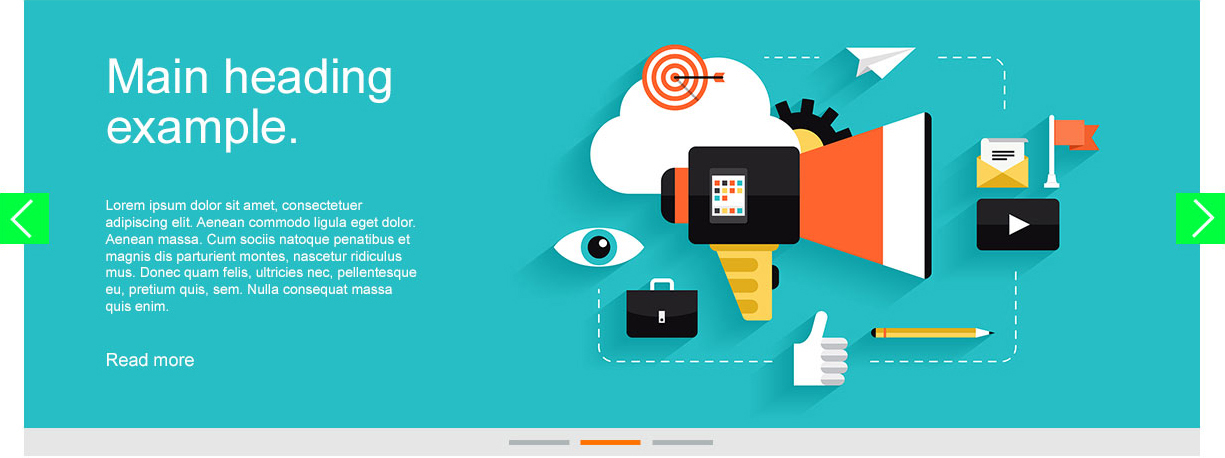 Main heading
example.
Lorem ipsum dolor sit amet, consectetuer
adipiscing elit. Aenean commodo ligula eget dolor.
Aenean massa. Cum sociis natoque penatibus et
magnis dis parturient montes, nascetur ridiculus
mus. Donec quam felis, ultricies nec, pellentesque
eu, pretium quis, sem. Nulla consequat massa
quis enim.
Read more